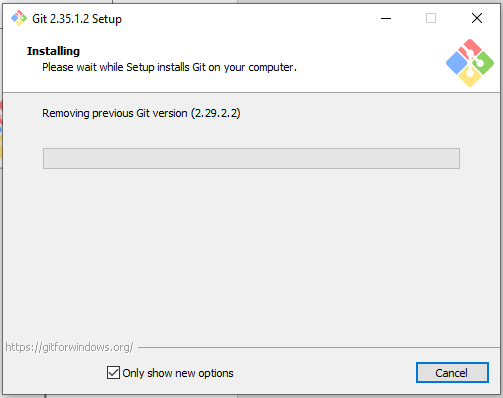 Git 2.35.1.2 Setup
Installing
Please wait while Setup installs Git on your computer.
Removing previous Git version (2.29.2.2)
https://gitforwindows.org/
Only show new options
Cancel